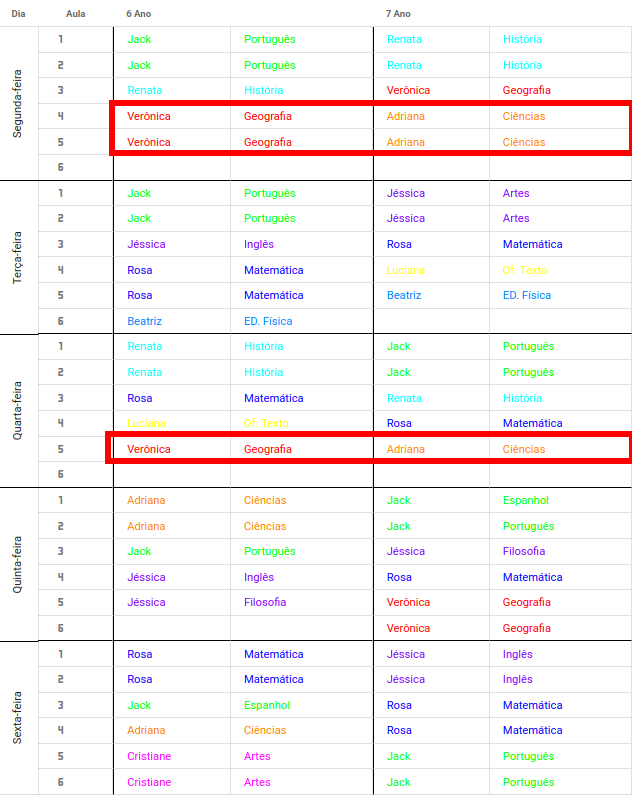 Dia Aula 6 Ano 7 Ano
Segunda-feira
1 Jack Português Renata História
2 Jack Português Renata História
3 Renata História Verônica Geografia
4 Verônica Geografia Adriana Ciências
5 Verônica Geografia Adriana Ciências
6
Terça-feira
1 Jack Português Jéssica Artes
2 Jack Português Jéssica Artes
3 Jéssica Inglês Rosa Matemática
4 Rosa Matemática Luciana Of. Texto
5 Rosa Matemática Beatriz ED. Física
6 Beatriz ED. Física
Quarta-feira
1 Renata História Jack Português
2 Renata História Jack Português
3 Rosa Matemática Renata História
4 Luciana Of. Texto Rosa Matemática
5 Verônica Geografia Adriana Ciências
6
Quinta-feira
1 Adriana Ciências Jack Espanhol
2 Adriana Ciências Jack Português
3 Jack Português Jéssica Filosofia
4 Jéssica Inglês Rosa Matemática
5 Jéssica Filosofia Verônica Geografia
6 Verônica Geografia
Sexta-feira
1 Rosa Matemática Jéssica Inglês
2 Rosa Matemática Jéssica Inglês
3 Jack Espanhol Rosa Matemática
4 Adriana Ciências Rosa Matemática
5 Cristiane Artes Jack Português
6 Cristiane Artes Jack Português